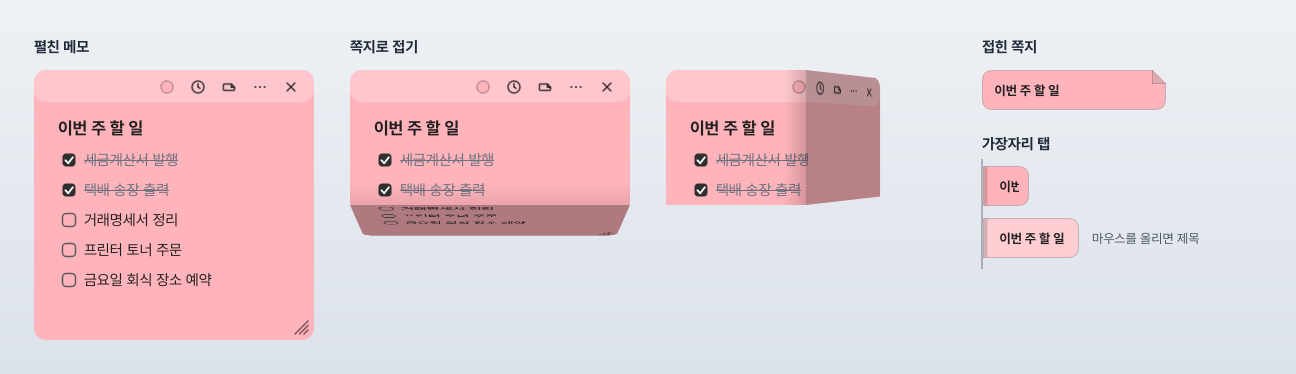 펼친 메모
이번 주 할 일
세금계산서 발행
택배 송장 출력
거래명세서 정리
프린터 토너 주문
금요일 회식 장소 예약
쪽지로 접기
이번 주 할 일
세금계산서 발행
택배 송장 출력
이번 주 할 일
세금계산서 발행
택배 송장 출력
접힌 쪽지
이번 주 할 일
가장자리 탭
이번 주 할 일
마우스를 올리면 제목